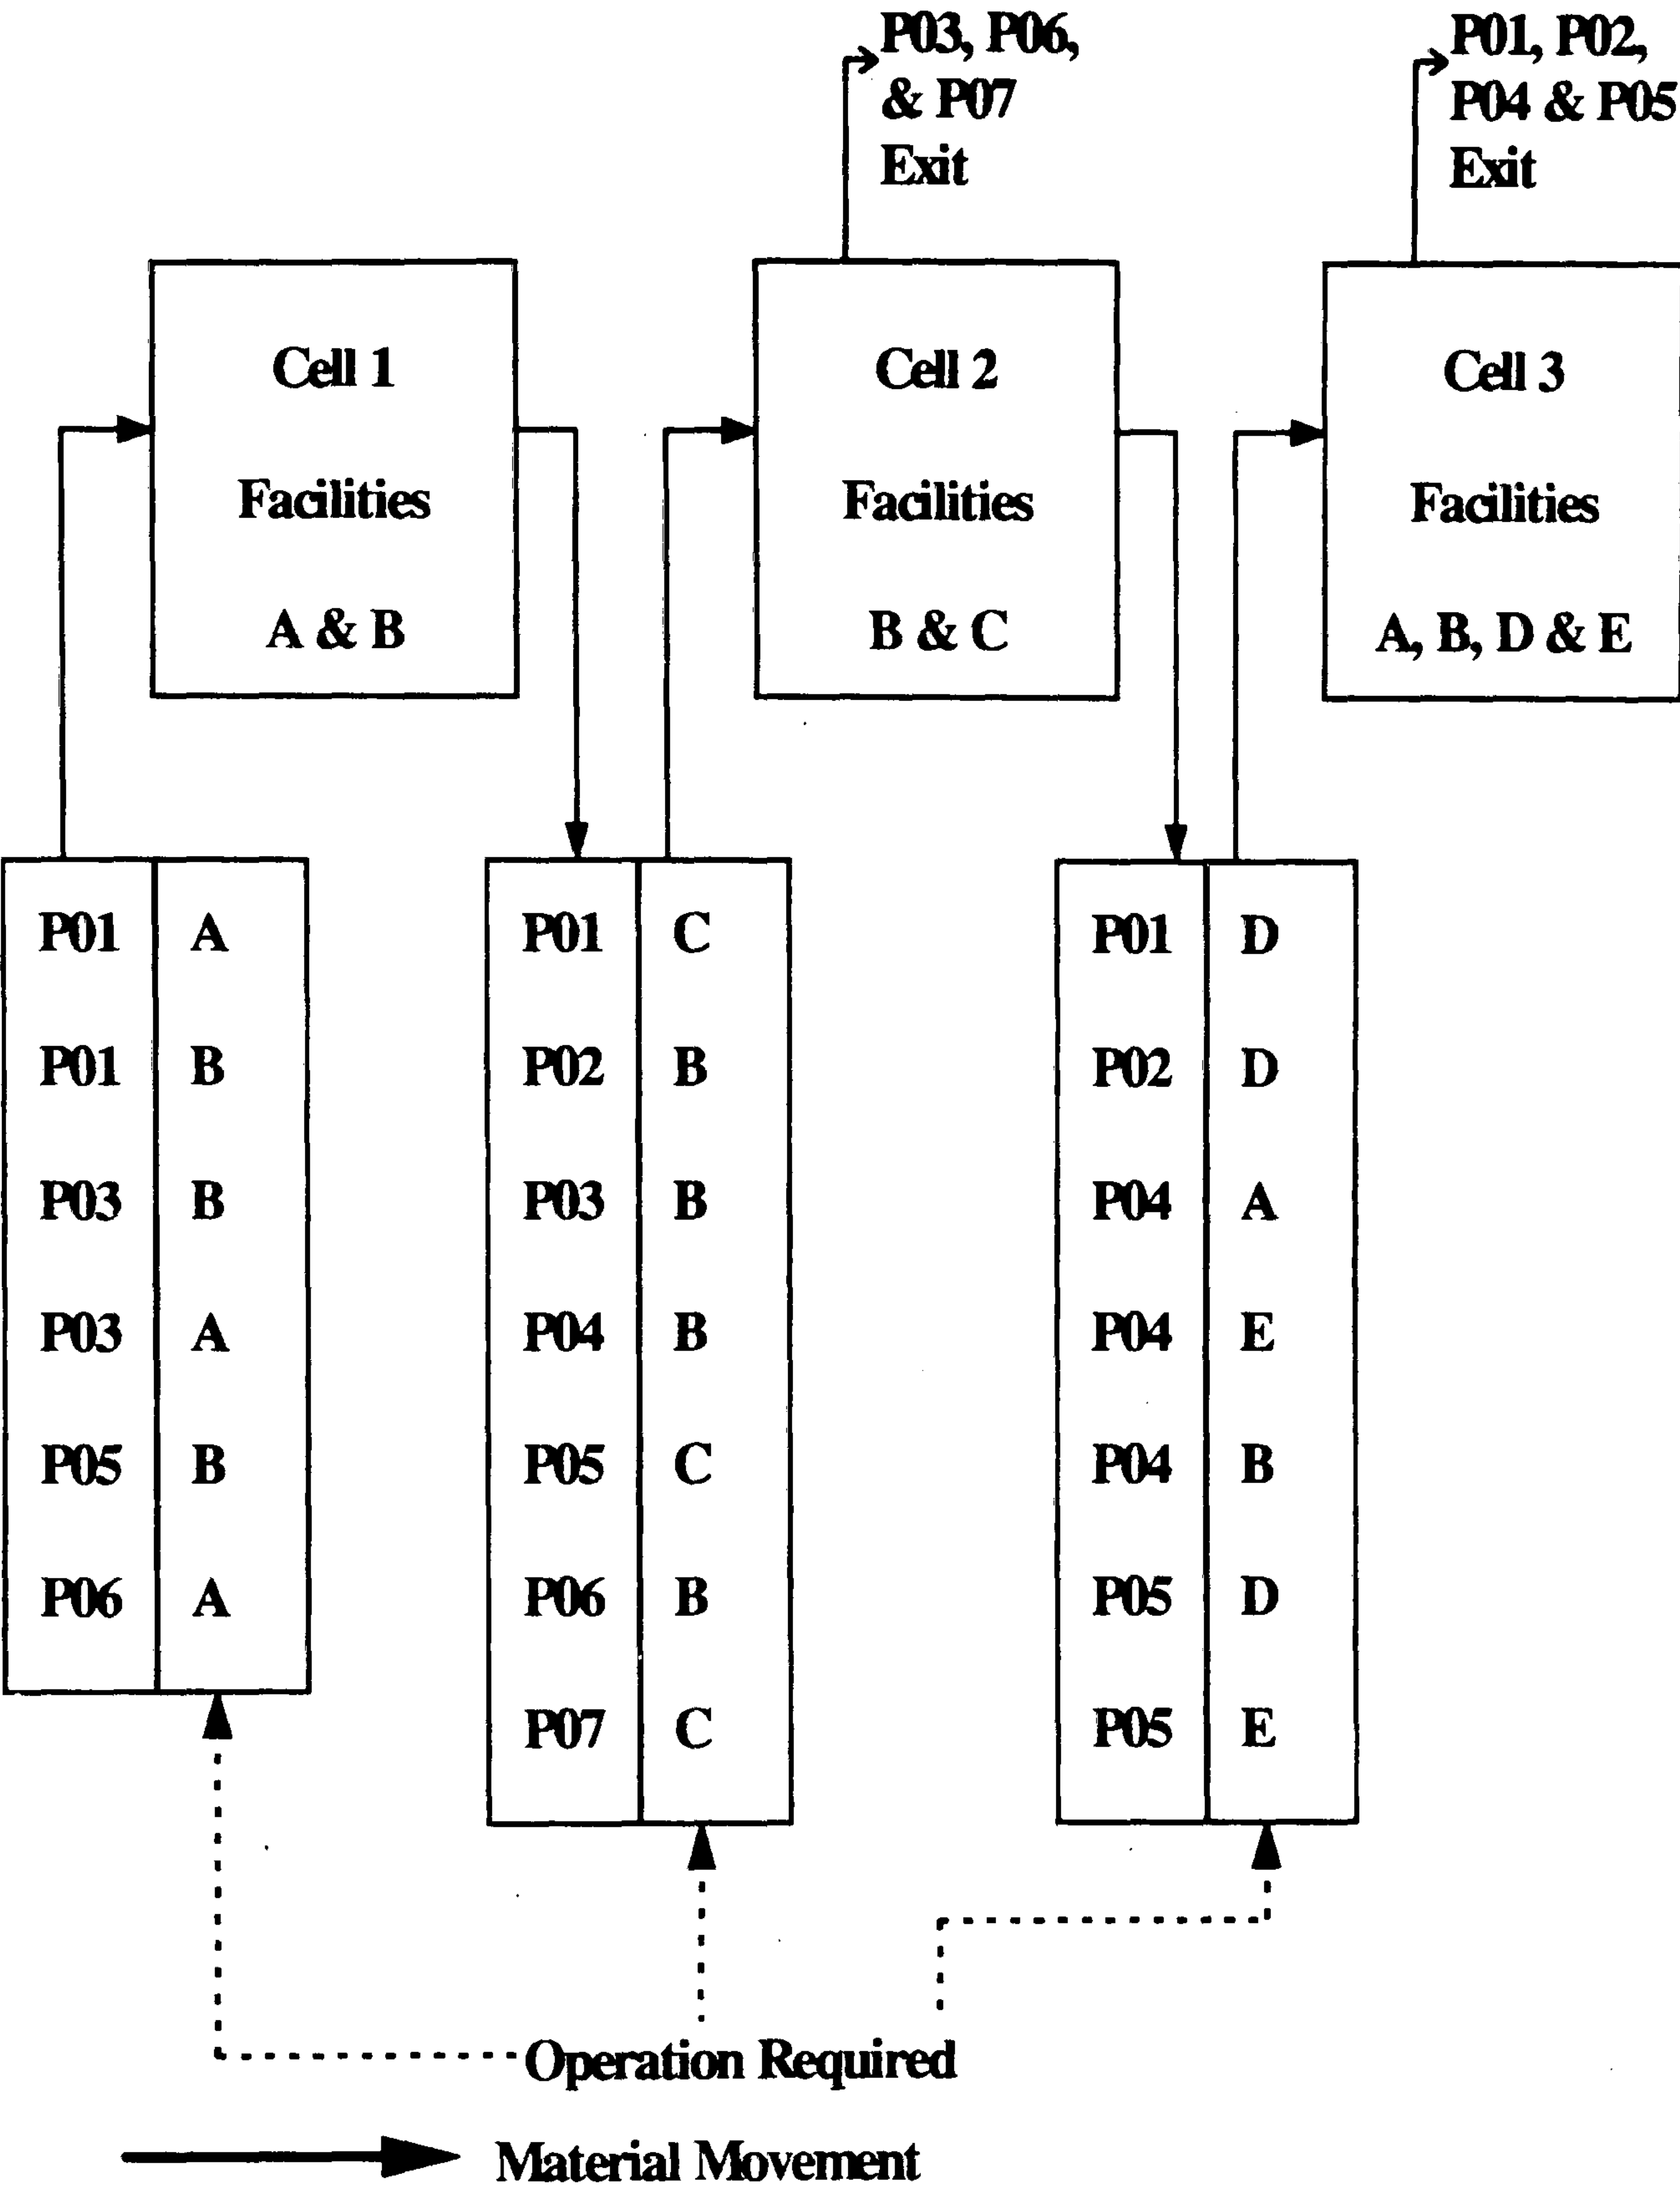 P03, P06,
& P07
Exit
P01, P02,
P04 & P05
Exit
Cell 1
Facilities
A & B
Cell 2
Facilities
B & C
Cell 3
Facilities
A, B, D & E
P01 A
P01 B
P03 B
P03 A
P05 B
P06 A
P01 C
P02 B
P03 B
P04 B
P05 C
P06 B
P07 C
P01 D
P02 D
P04 A
P04 E
P04 B
P05 D
P05 E
Operation Required
Material Movement